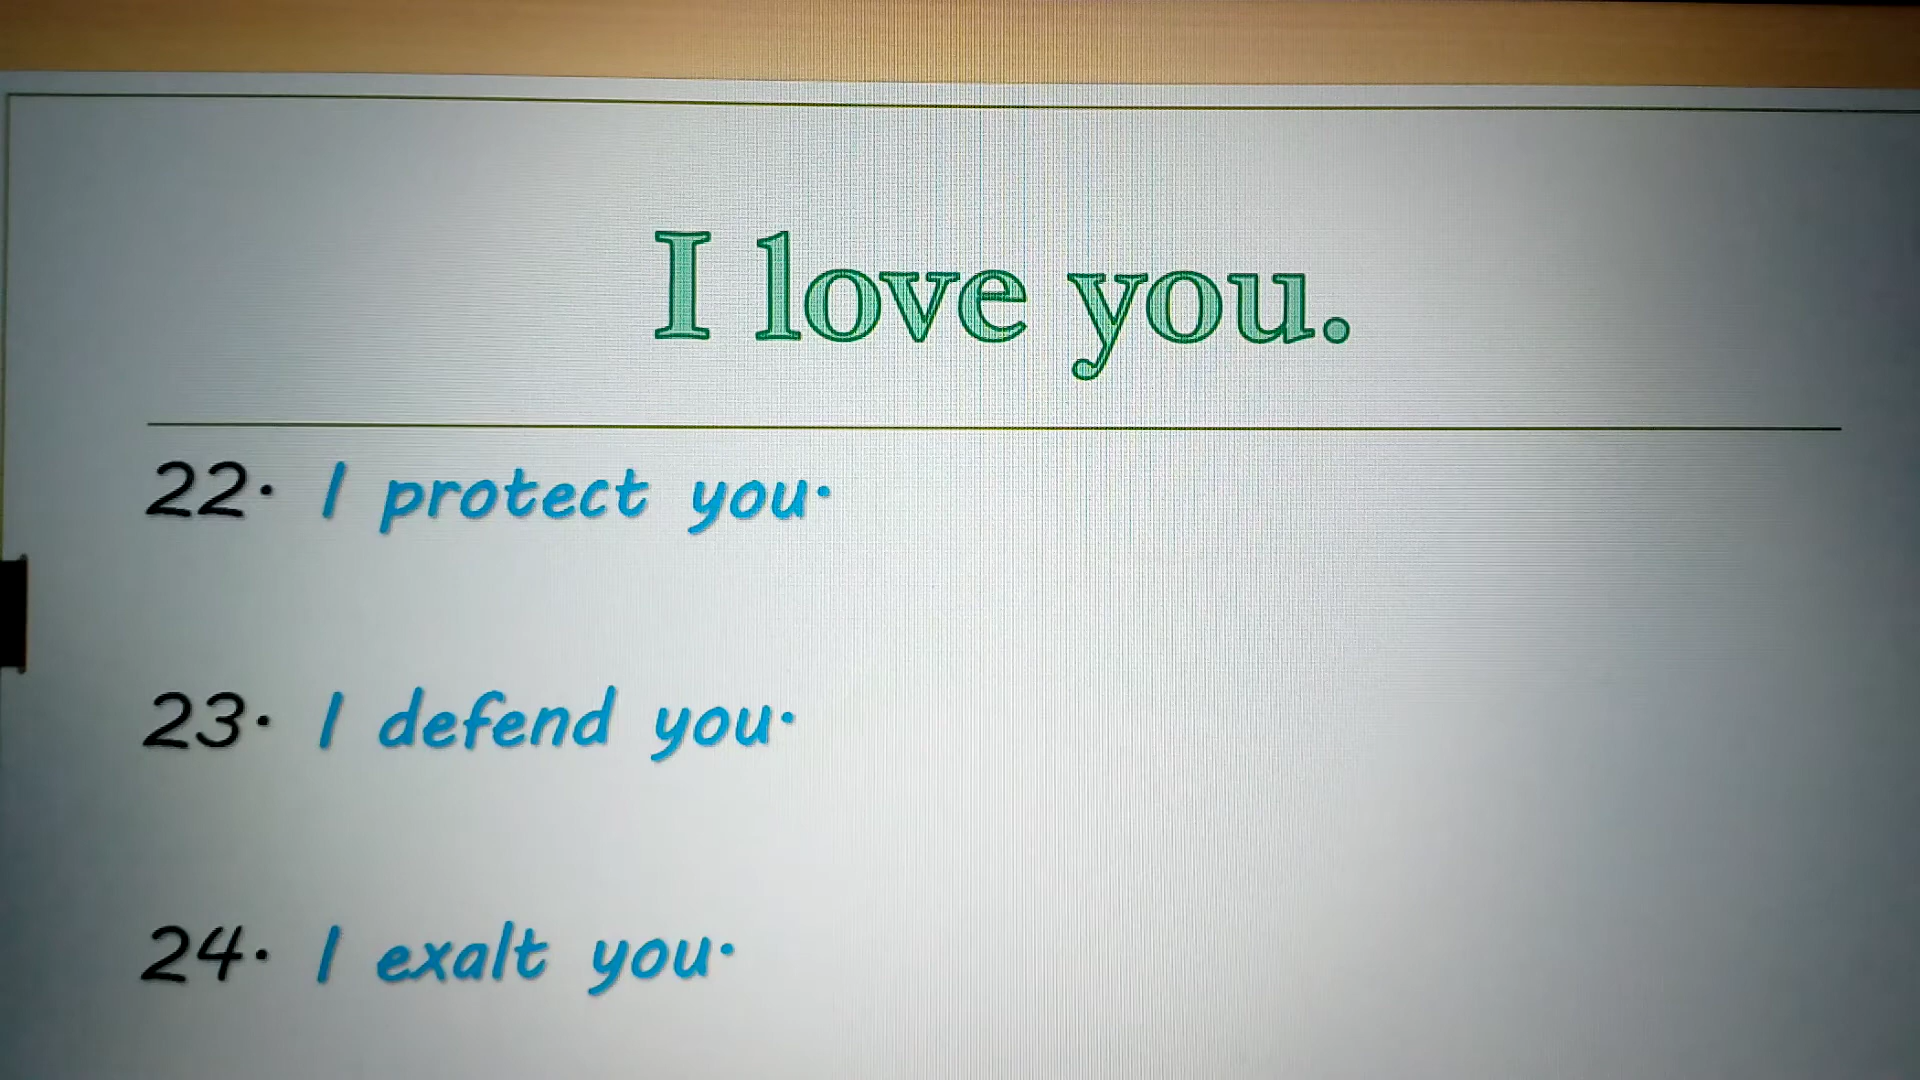 I love you.
22. I protect you.
23. I defend you.
24. I exalt you.